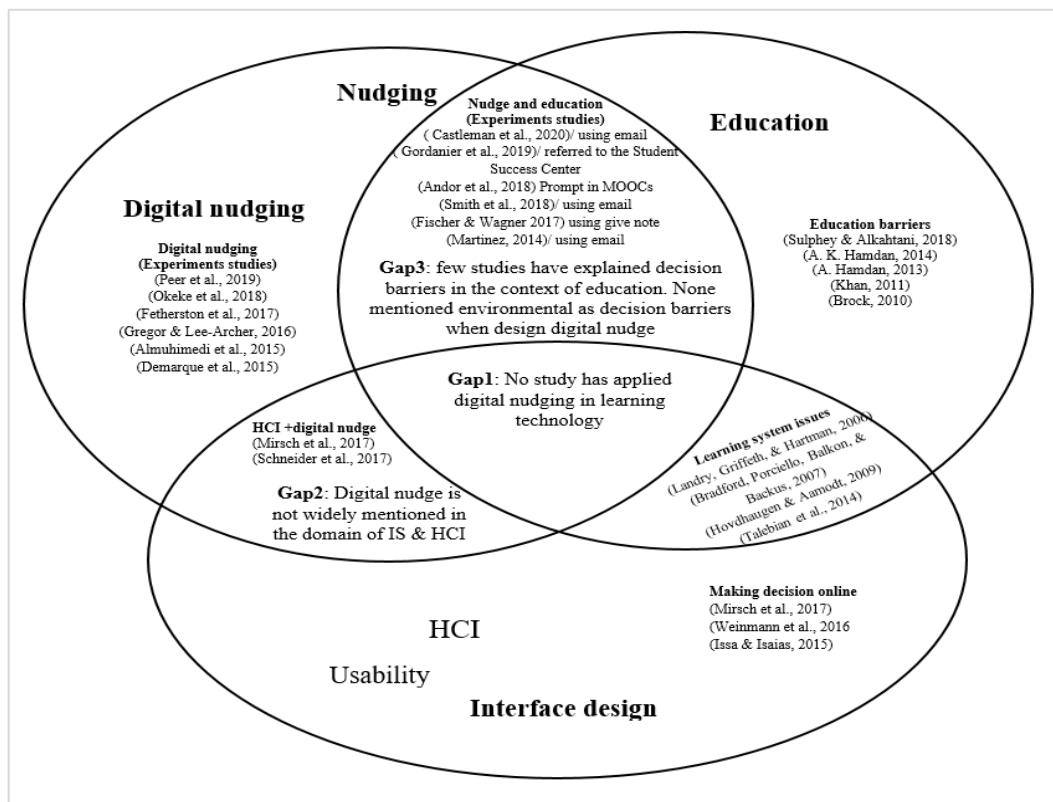 Nudging
Education
Digital nudging
Nudge and education
(Experiments studies)
( Castleman et al., 2020)/ using email
( Gordanier et al., 2019)/ referred to the Student
Success Center
(Andor et al., 2018) Prompt in MOOCs
(Smith et al., 2018)/ using email
(Fischer & Wagner 2017) using give note
(Martinez, 2014)/ using email
Digital nudging
(Experiments studies)
(Peer et al., 2019)
(Okeke et al., 2018)
(Fetherston et al., 2017)
(Gregor & Lee-Archer, 2016)
(Almuhimedi et al., 2015)
(Demarque et al., 2015)
Education barriers
(Sulphey & Alkahtani, 2018)
(A. K. Hamdan, 2014)
(A. Hamdan, 2013)
(Khan, 2011)
(Brock, 2010)
Gap3: few studies have explained decision
barriers in the context of education. None
mentioned environmental as decision barriers
when design digital nudge
Gap1: No study has applied
digital nudging in learning
technology
HCI +digital nudge
(Mirsch et al., 2017)
(Schneider et al., 2017)
Gap2: Digital nudge is
not widely mentioned in
the domain of IS & HCI
Learning system issues
(Landry, Griffeth, & Hartman, 2006)
(Bradford, Porciello, Balkon, &
Backus, 2007)
(Hovdhaugen & Aamodt, 2009)
(Talebian et al., 2014)
Making decision online
(Mirsch et al., 2017)
(Weinmann et al., 2016
(Issa & Isaias, 2015)
HCI
Usability
Interface design